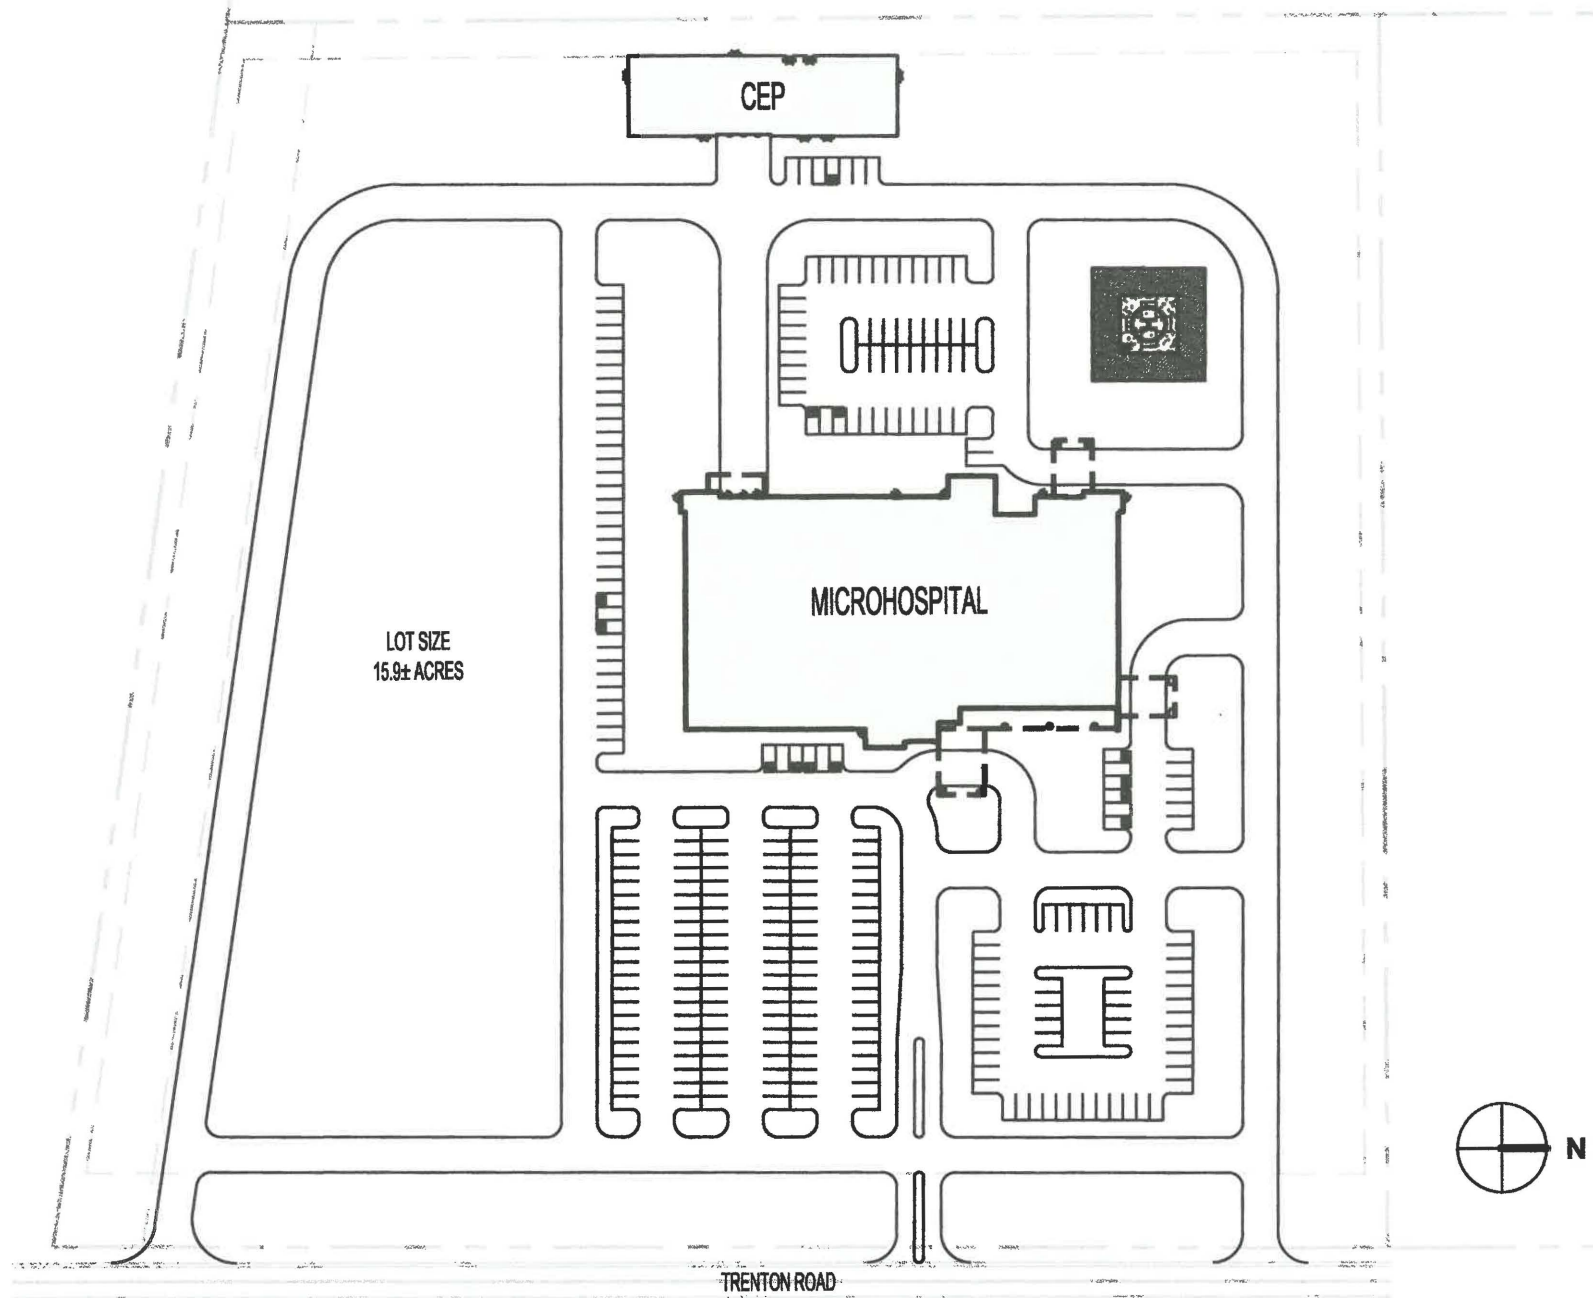 CEP
MICROHOSPITAL
LOT SIZE
15.9± ACRES
N
TRENTON ROAD